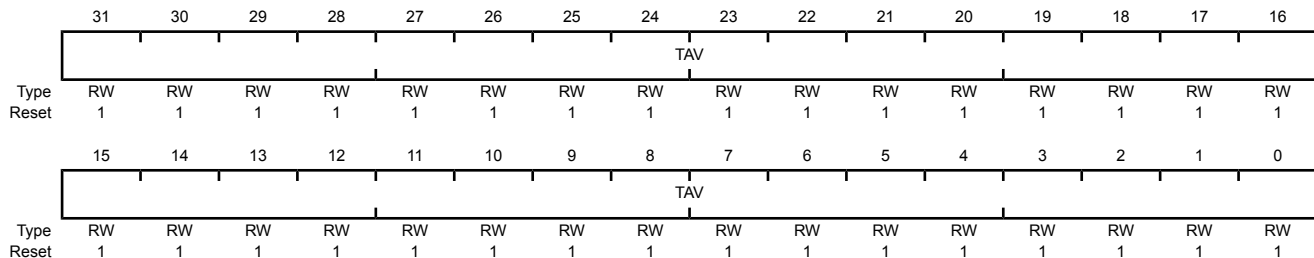 31 30 29 28 27 26 25 24 23 22 21 20 19 18 17 16
TAV
Type RW RW RW RW RW RW RW RW RW RW RW RW RW RW RW RW
Reset 1 1 1 1 1 1 1 1 1 1 1 1 1 1 1 1
15 14 13 12 11 10 9 8 7 6 5 4 3 2 1 0
TAV
Type RW RW RW RW RW RW RW RW RW RW RW RW RW RW RW RW
Reset 1 1 1 1 1 1 1 1 1 1 1 1 1 1 1 1